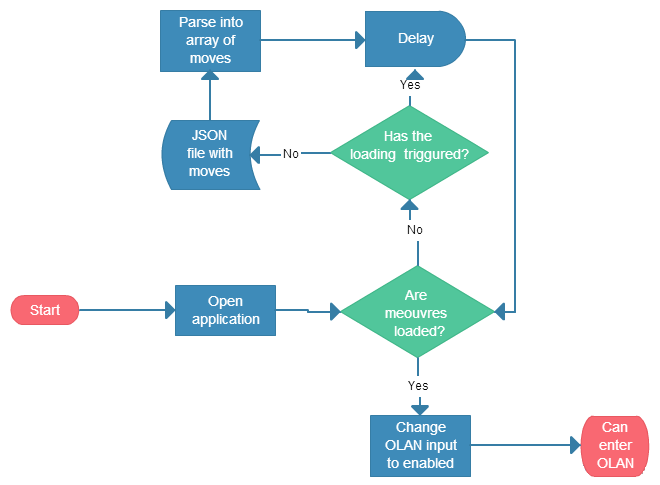 Parse into
array of
moves
Delay
Yes
JSON
file with
moves
No
Has the
loading triggured?
No
Start
Open
application
Are
meouvres
loaded?
Yes
Change
OLAN input
to enabled
Can
enter
OLAN